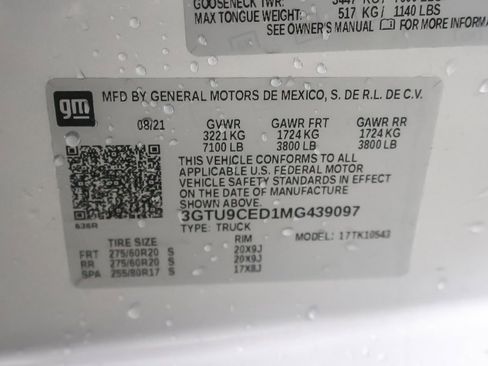 GOOSENECK TWR:
MAX TONGUE WEIGHT: 517 KG / 1140 LBS
SEE OWNER'S MANUAL FOR
gm
MFD BY GENERAL MOTORS DE MEXICO, S. DE R.L. DE C.V.
08/21 GVWR GAWR FRT GAWR RR
3221 KG 1724 KG 1724 KG
7100 LB 3800 LB 3800 LB
THIS VEHICLE CONFORMS TO ALL
APPLICABLE U.S. FEDERAL MOTOR
VEHICLE SAFETY STANDARDS IN EFFECT
ON THE DATE OF MANUFACTURE
SHOWN ABOVE.
3GTU9CED1MG439097
TYPE: TRUCK MODEL: 17TK10543
TIRE SIZE RIM
FRT 275/60R20 S 20X9J
RR 275/60R20 S 20X9J
SPA 255/80R17 S 17X8J